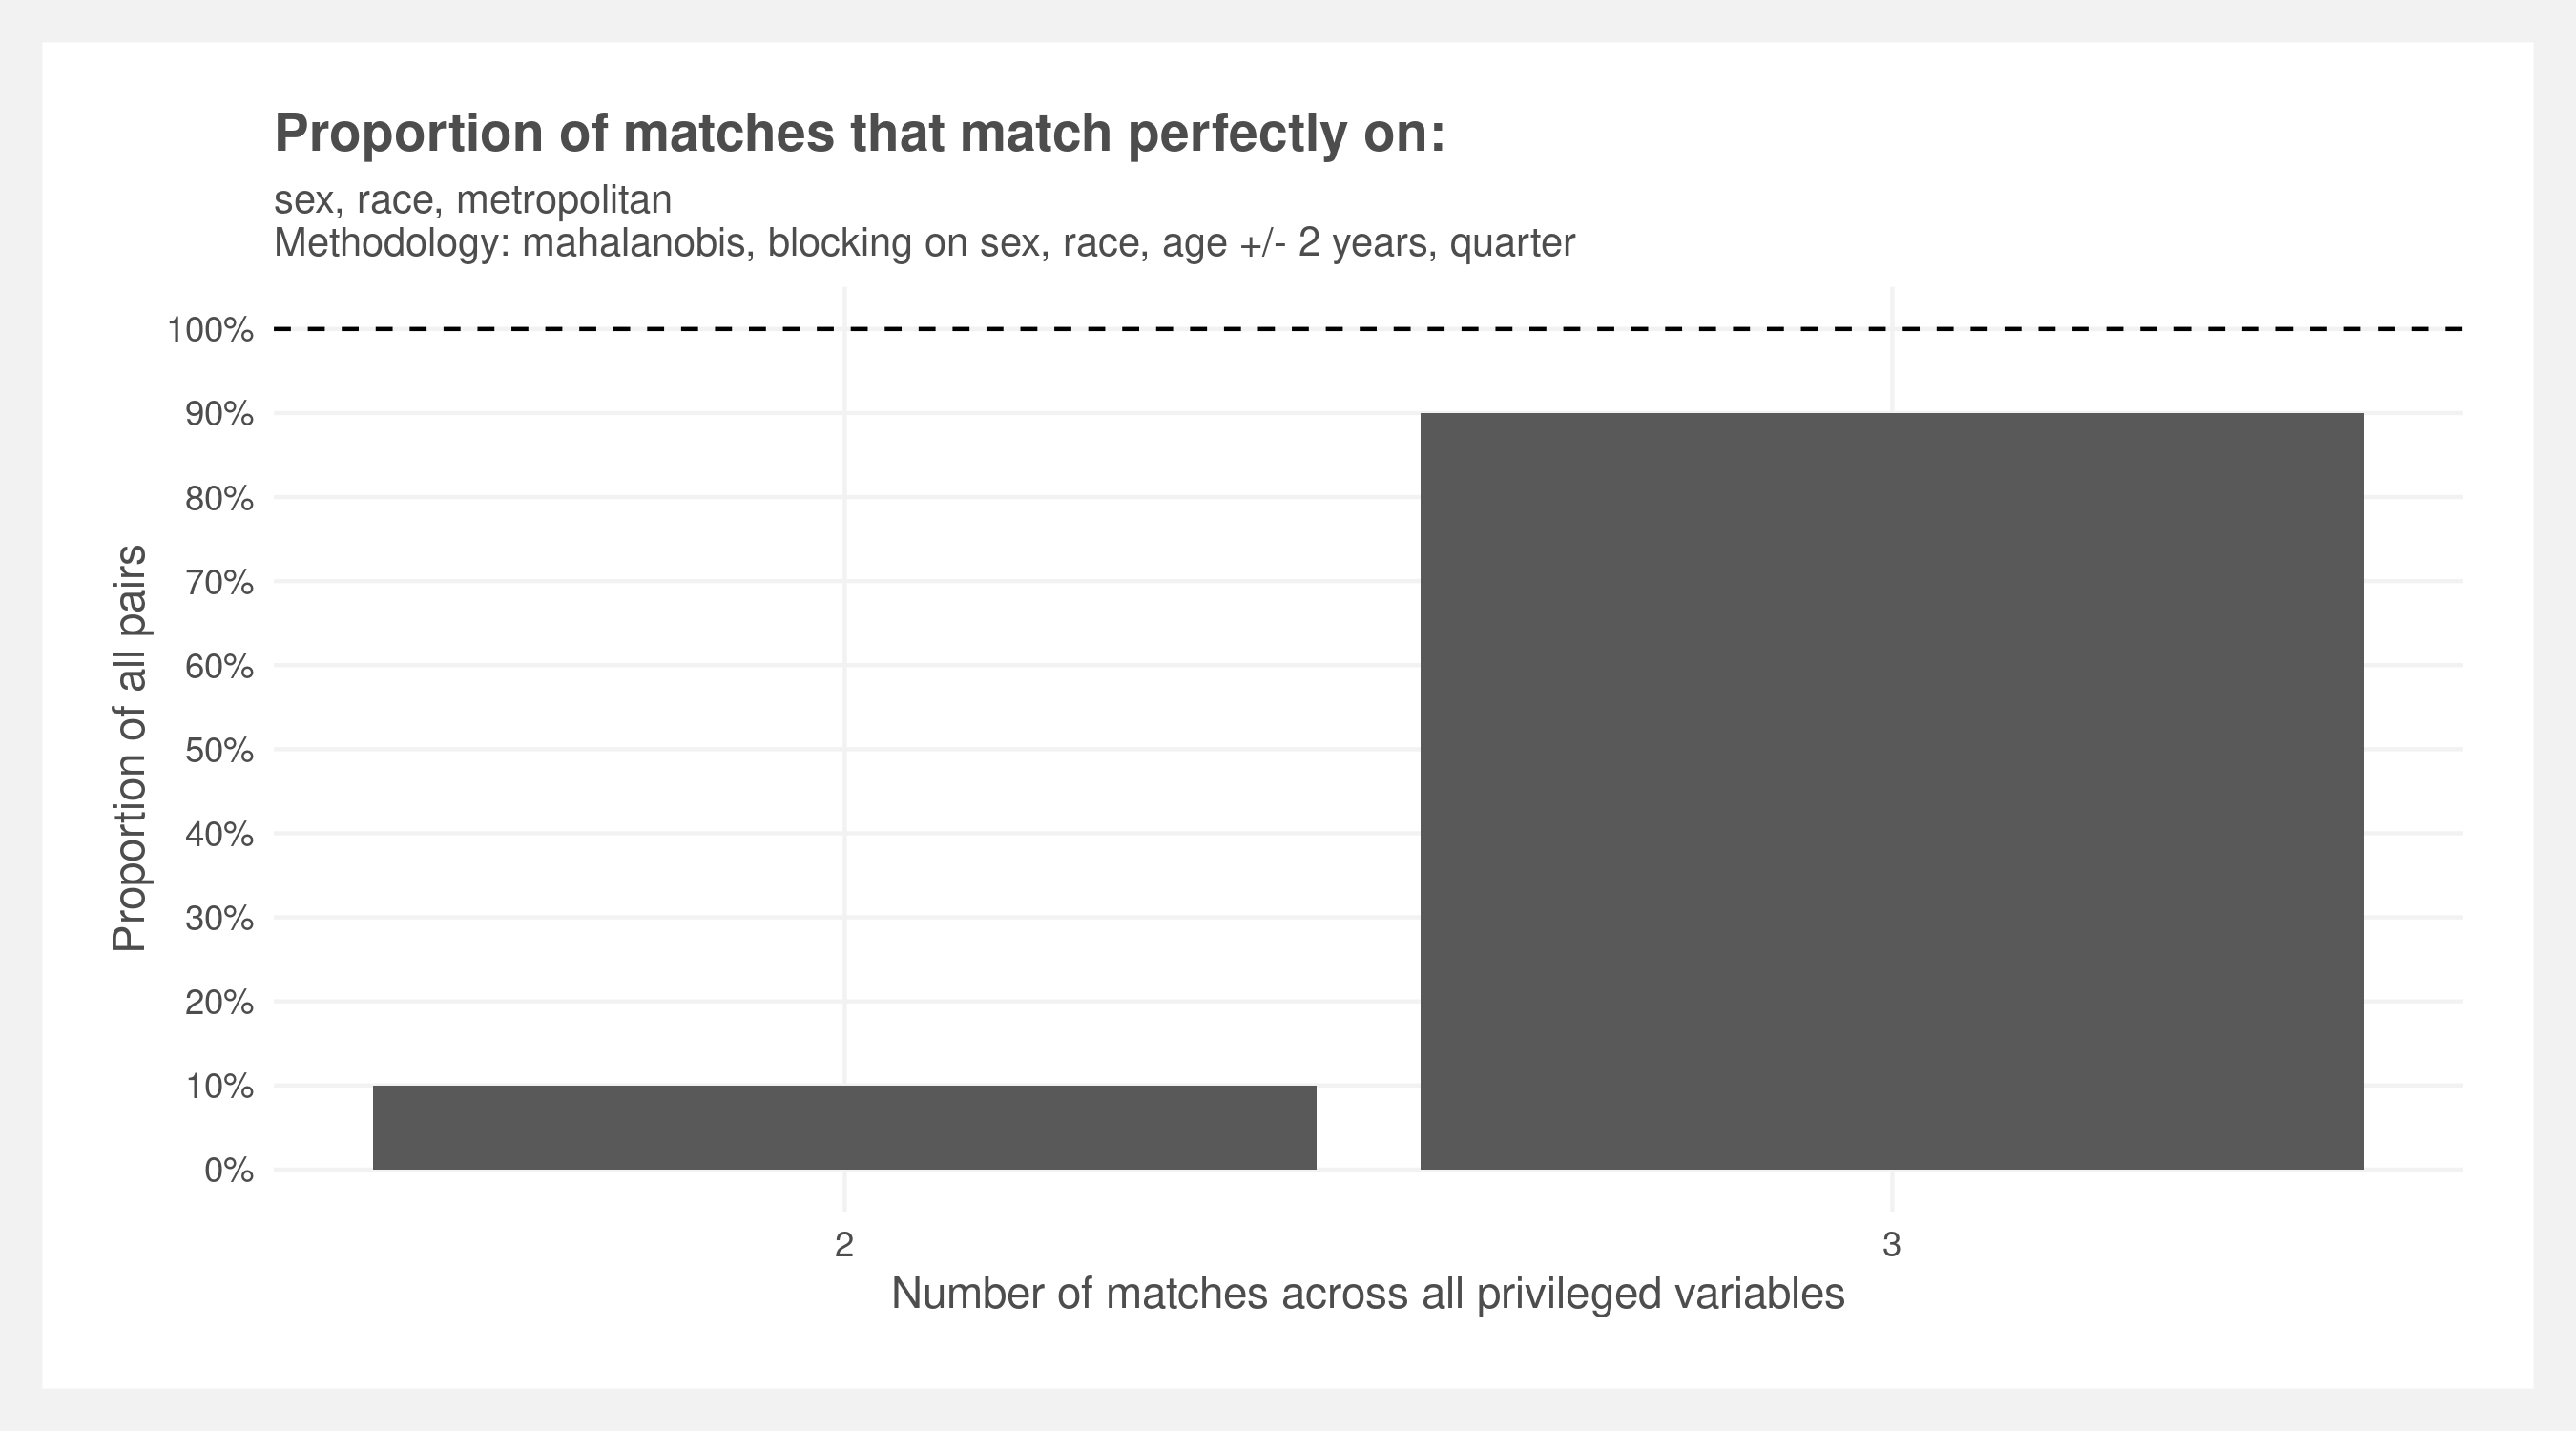 Proportion of matches that match perfectly on:
sex, race, metropolitan
Methodology: mahalanobis, blocking on sex, race, age +/- 2 years, quarter
Proportion of all pairs
100%
90%
80%
70%
60%
50%
40%
30%
20%
10%
0%
2
3
Number of matches across all privileged variables